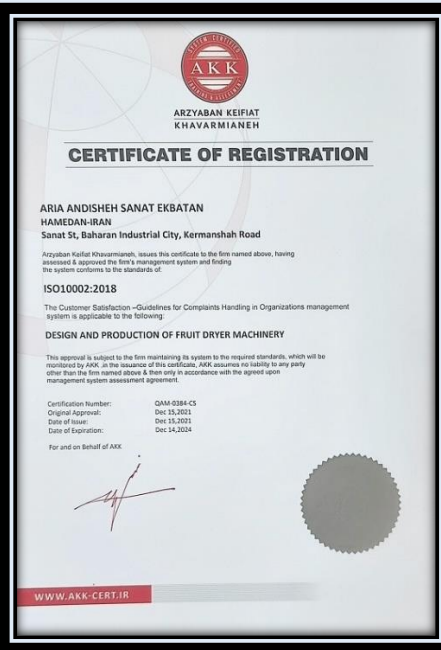 SYSTEM CERTIFIED
AKK
TRAINING & ASSESSMENT
ARZYABAN KEIFIAT
KHAVARMIANEH
CERTIFICATE OF REGISTRATION
ARIA ANDISHEH SANAT EKBATAN
HAMEDAN-IRAN
Sanat St, Baharan Industrial City, Kermanshah Road
Arzyaban Keifiat Khavarmianeh, issues this certificate to the firm named above, having
assessed & approved the firm's management system and finding
the system conforms to the standards of:
ISO10002:2018
The Customer Satisfaction –Guidelines for Complaints Handling in Organizations management
system is applicable to the following:
DESIGN AND PRODUCTION OF FRUIT DRYER MACHINERY
This approval is subject to the firm maintaining its system to the required standards, which will be
monitored by AKK .in the issuance of this certificate, AKK assumes no liability to any party
other than the firm named above & then only in accordance with the agreed upon
management system assessment agreement.
Certification Number: QAM-0384-CS
Original Approval: Dec 15,2021
Date of Issue: Dec 15,2021
Date of Expiration: Dec 14,2024
For and on Behalf of AKK
WWW.AKK-CERT.IR